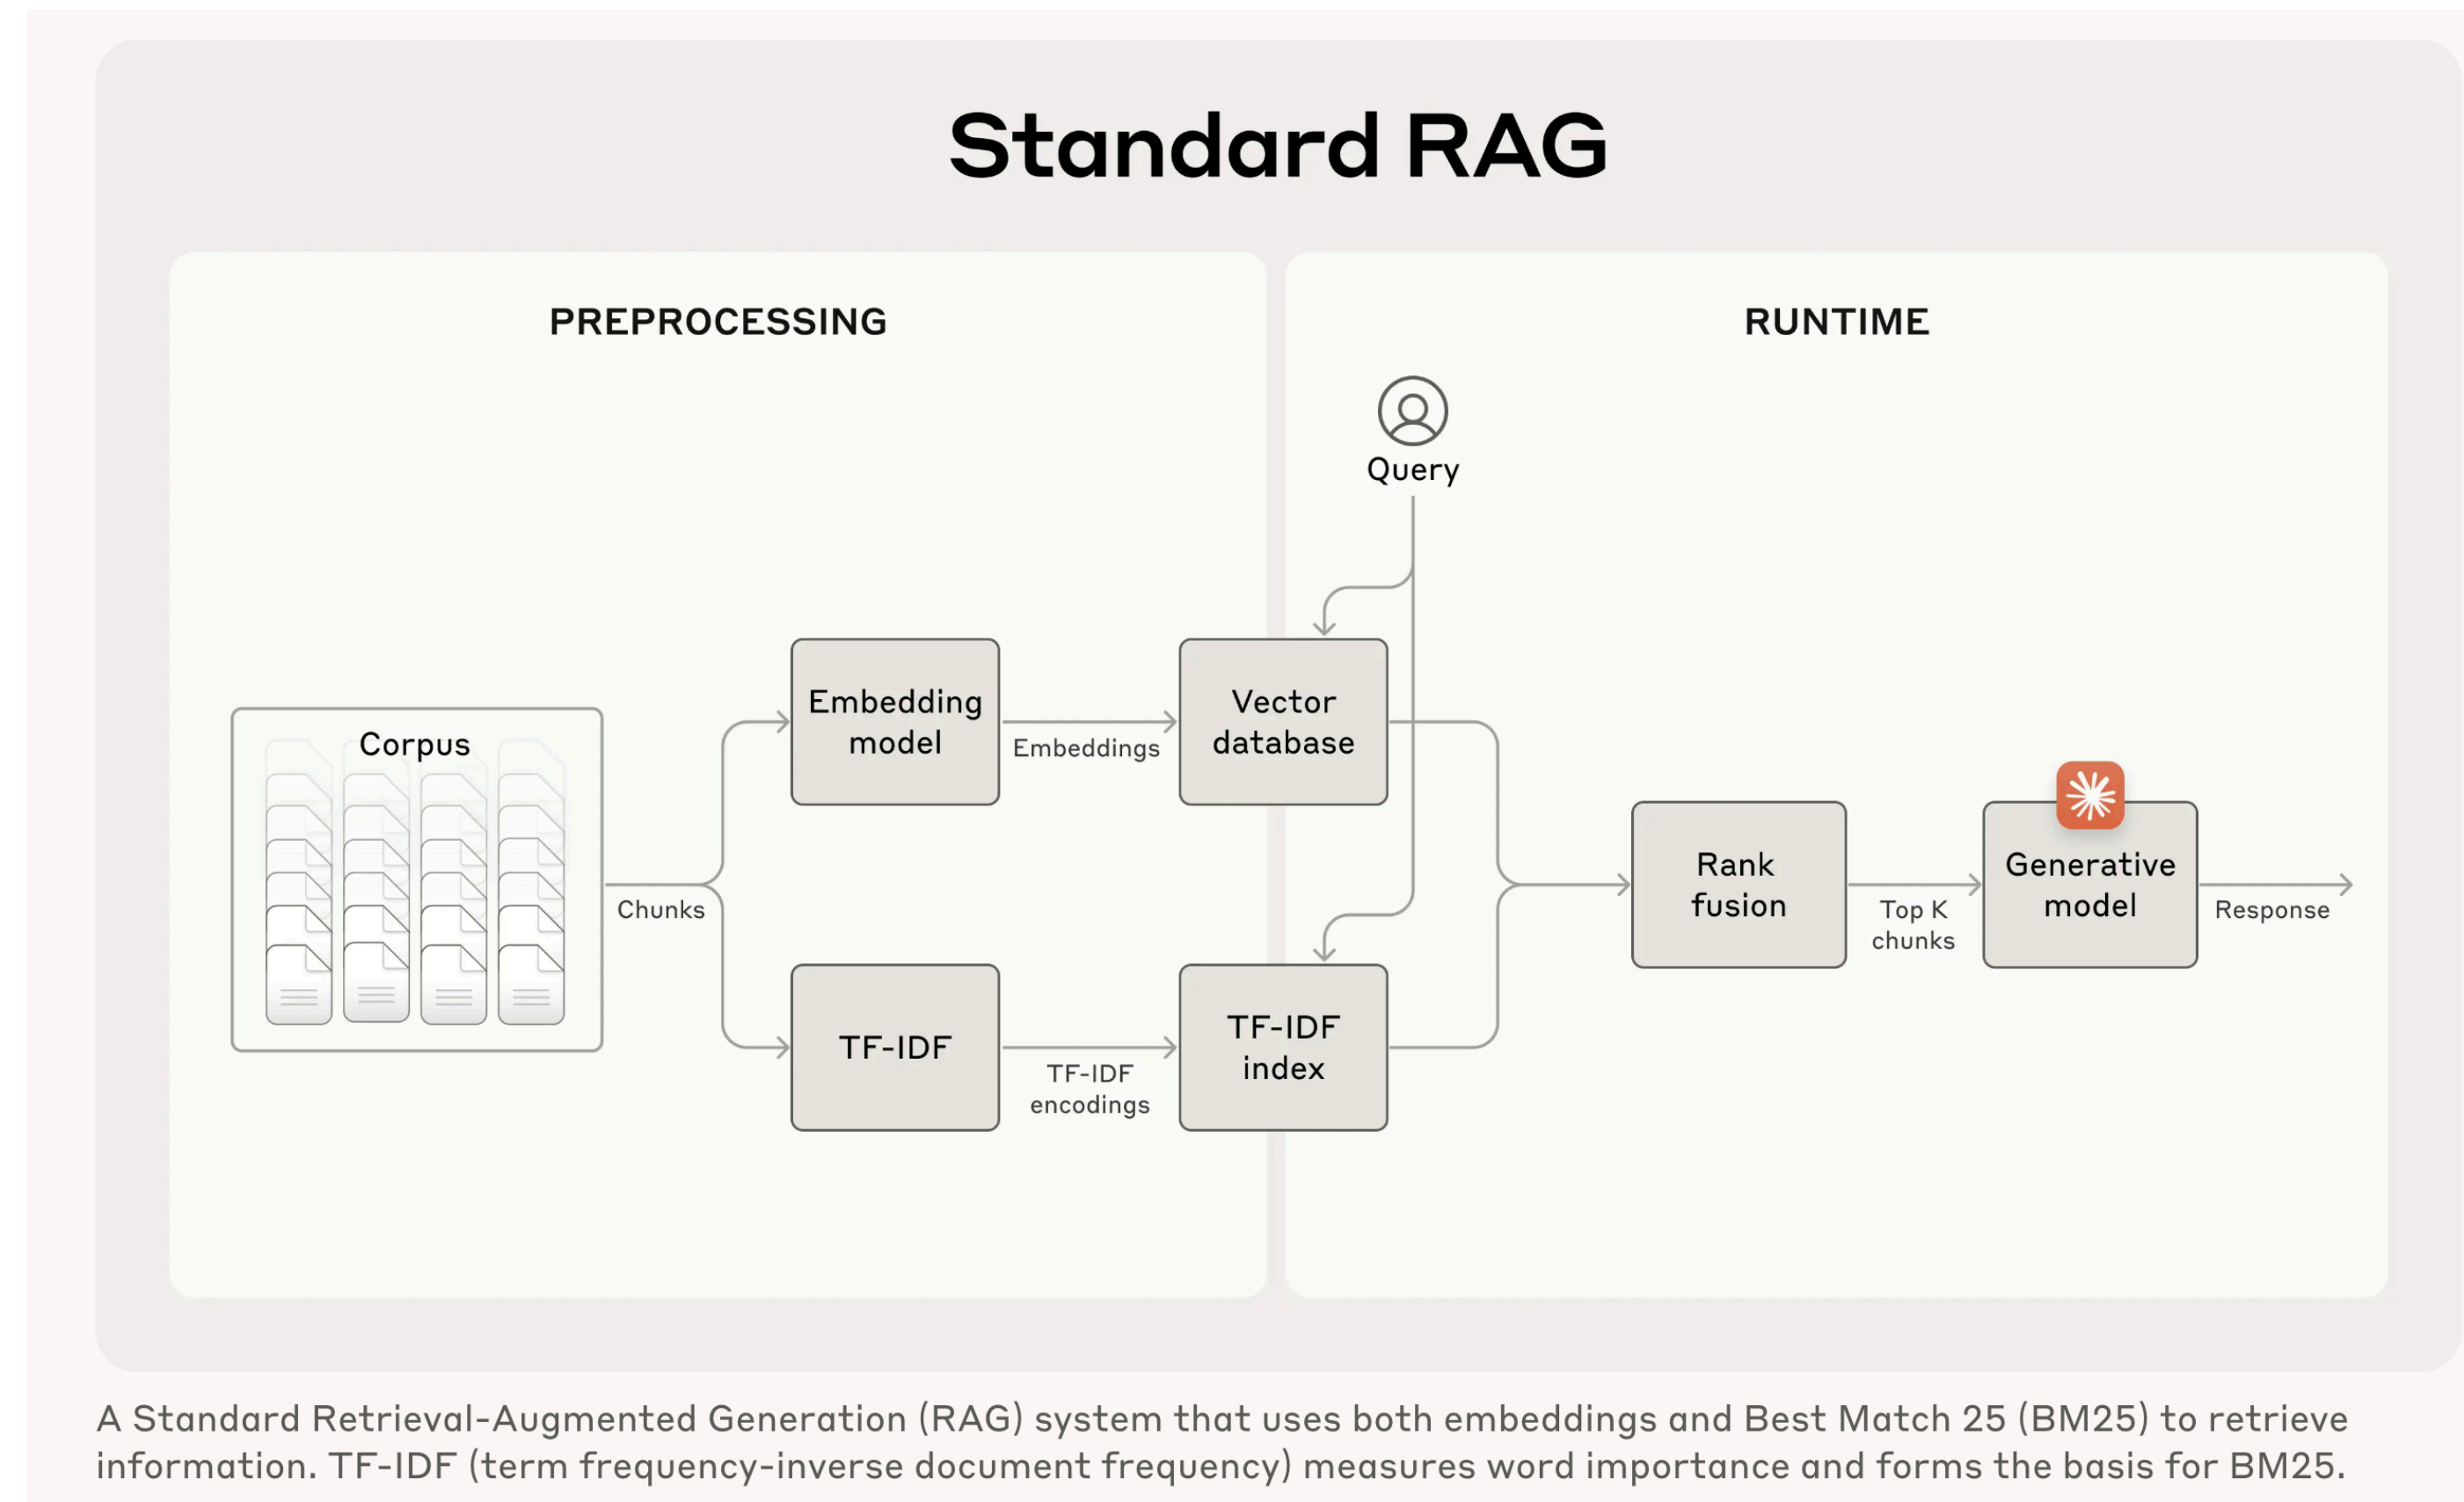 Standard RAG
PREPROCESSING
RUNTIME
Query
Corpus
Chunks
Embedding
model
Embeddings
Vector
database
TF-IDF
TF-IDF
encodings
TF-IDF
index
Rank
fusion
Top K
chunks
Generative
model
Response
A Standard Retrieval-Augmented Generation (RAG) system that uses both embeddings and Best Match 25 (BM25) to retrieve
information. TF-IDF (term frequency-inverse document frequency) measures word importance and forms the basis for BM25.